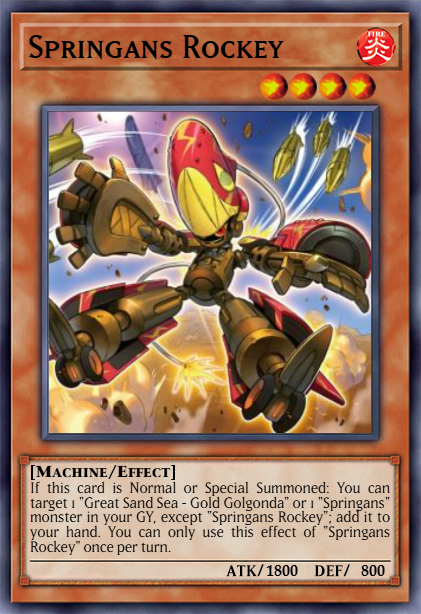 Springans Rockey
FIRE
炎
[Machine/Effect]
If this card is Normal or Special Summoned: You can
target 1 "Great Sand Sea - Gold Golgonda" or 1 "Springans"
monster in your GY, except "Springans Rockey"; add it to
your hand. You can only use this effect of "Springans
Rockey" once per turn.
ATK/1800 DEF/ 800